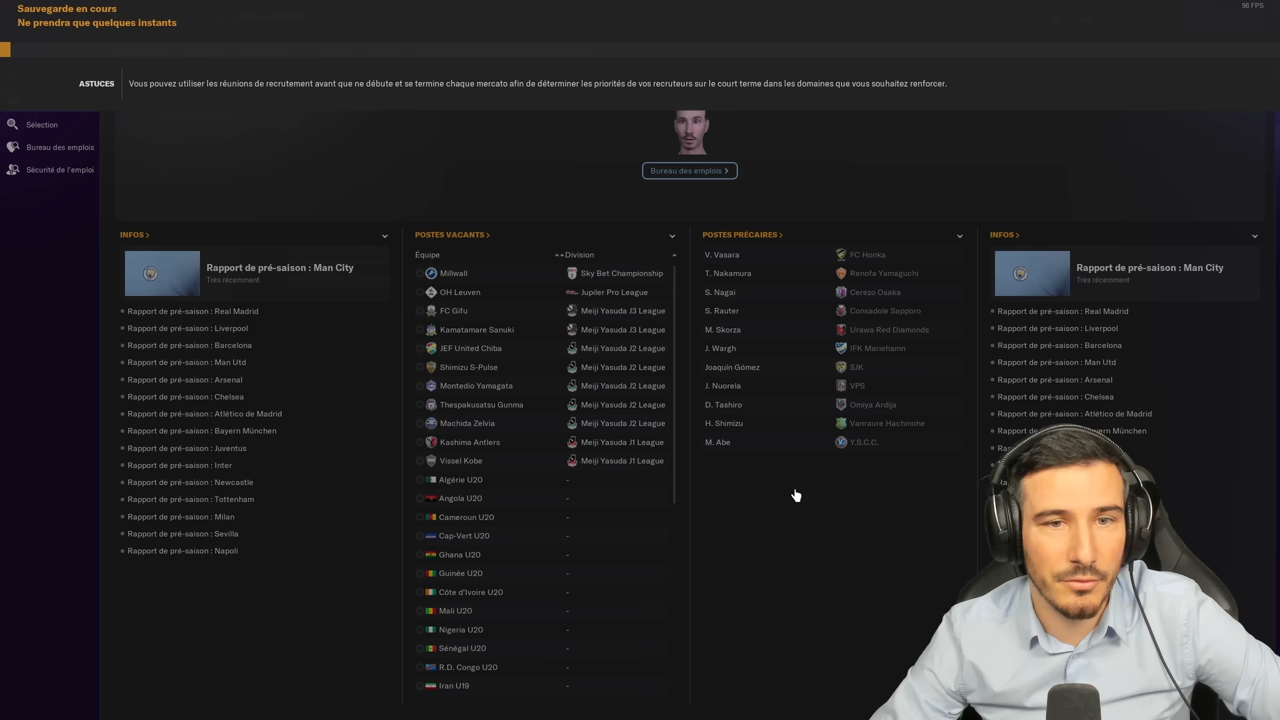 Sauvegarde en cours
Ne prendra que quelques instants
98 FPS
ASTUCES
Vous pouvez utiliser les réunions de recrutement avant que ne débute et se termine chaque mercato afin de déterminer les priorités de vos recruteurs sur le court terme dans les domaines que vous souhaitez renforcer.
Sélection
Bureau des emplois
Sécurité de l'emploi
Bureau des emplois >
INFOS >
Rapport de pré-saison : Man City
Très récemment
Rapport de pré-saison : Real Madrid
Rapport de pré-saison : Liverpool
Rapport de pré-saison : Barcelona
Rapport de pré-saison : Man Utd
Rapport de pré-saison : Arsenal
Rapport de pré-saison : Chelsea
Rapport de pré-saison : Atlético de Madrid
Rapport de pré-saison : Bayern München
Rapport de pré-saison : Juventus
Rapport de pré-saison : Inter
Rapport de pré-saison : Newcastle
Rapport de pré-saison : Tottenham
Rapport de pré-saison : Milan
Rapport de pré-saison : Sevilla
Rapport de pré-saison : Napoli
POSTES VACANTS >
Équipe Division
Millwall Sky Bet Championship
OH Leuven Jupiler Pro League
FC Gifu Meiji Yasuda J3 League
Kamatamare Sanuki Meiji Yasuda J3 League
JEF United Chiba Meiji Yasuda J2 League
Shimizu S-Pulse Meiji Yasuda J2 League
Montedio Yamagata Meiji Yasuda J2 League
Thespakusatsu Gunma Meiji Yasuda J2 League
Machida Zelvia Meiji Yasuda J2 League
Kashima Antlers Meiji Yasuda J1 League
Vissel Kobe Meiji Yasuda J1 League
Algérie U20 -
Angola U20 -
Cameroun U20 -
Cap-Vert U20 -
Ghana U20 -
Guinée U20 -
Côte d'Ivoire U20 -
Mali U20 -
Nigeria U20 -
Sénégal U20 -
R.D. Congo U20 -
Iran U19 -
POSTES PRÉCAIRES >
V. Vasara FC Honka
T. Nakamura Renofa Yamaguchi
S. Nagai Cerezo Osaka
S. Rauter Consadole Sapporo
M. Skorza Urawa Red Diamonds
J. Wargh IFK Mariehamn
Joaquín Gómez SJK
J. Nuorela VPS
D. Tashiro Omiya Ardija
H. Shimizu Vanraure Hachinohe
M. Abe Y.S.C.C.
INFOS >
Rapport de pré-saison : Man City
Très récemment
Rapport de pré-saison : Real Madrid
Rapport de pré-saison : Liverpool
Rapport de pré-saison : Barcelona
Rapport de pré-saison : Man Utd
Rapport de pré-saison : Arsenal
Rapport de pré-saison : Chelsea
Rapport de pré-saison : Atlético de Madrid
Rapport de pré-saison :